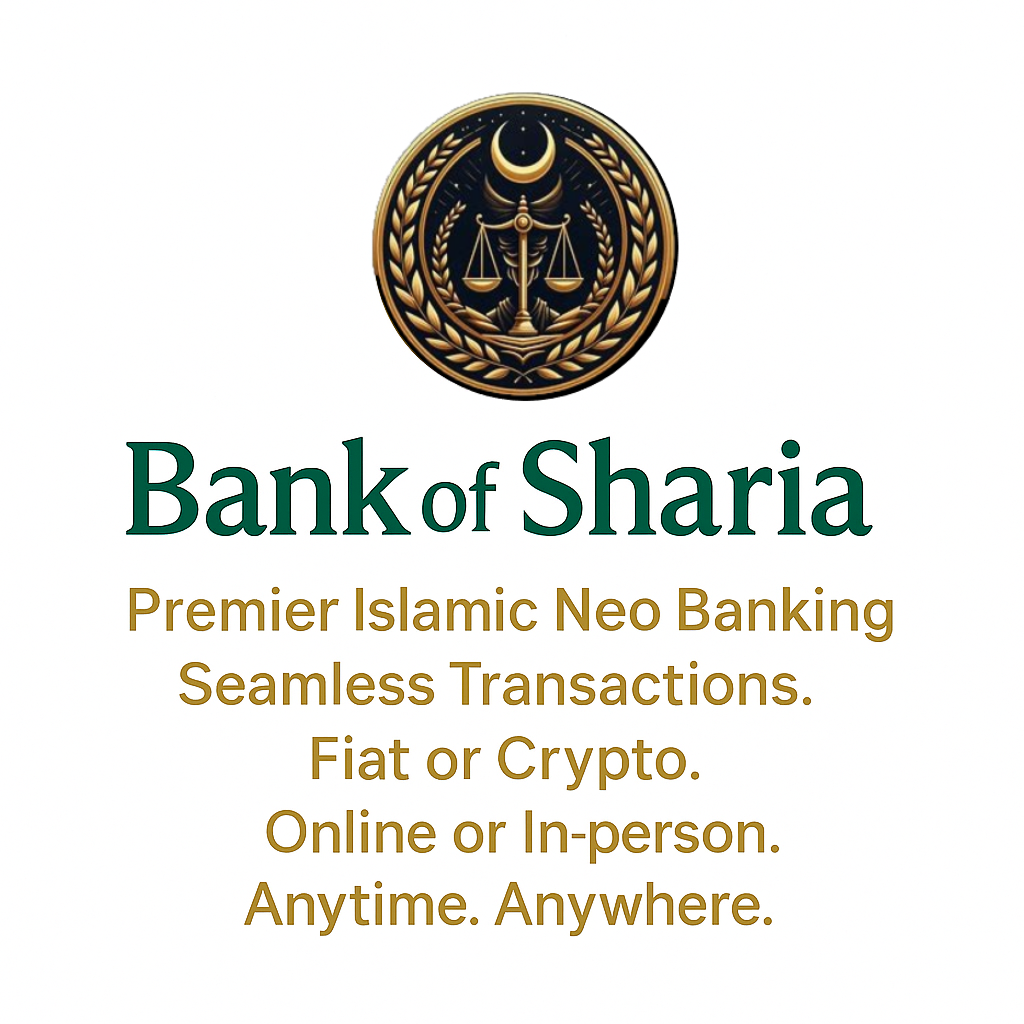 Bank of Sharia
Premier Islamic Neo Banking
Seamless Transactions.
Fiat or Crypto.
Online or In-person.
Anytime. Anywhere.